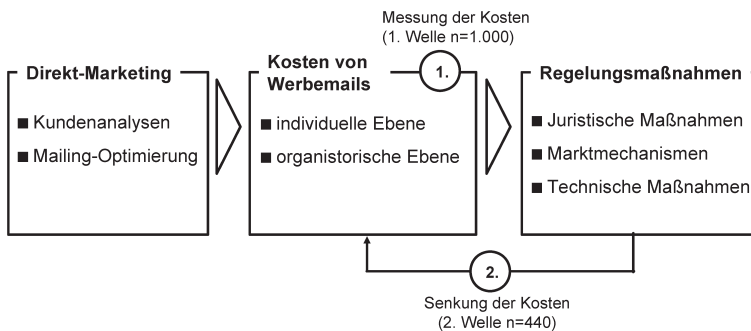 Messung der Kosten
(1. Welle n=1.000)
1.
Direkt-Marketing
■ Kundenanalysen
■ Mailing-Optimierung
Kosten von
Werbemails
■ individuelle Ebene
■ organistorische Ebene
Regelungsmaßnahmen
■ Juristische Maßnahmen
■ Marktmechanismen
■ Technische Maßnahmen
2.
Senkung der Kosten
(2. Welle n=440)